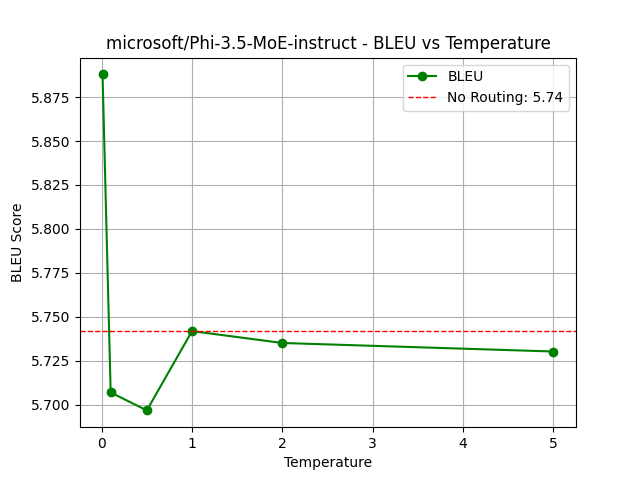 microsoft/Phi-3.5-MoE-instruct - BLEU vs Temperature
BLEU
No Routing: 5.74
BLEU Score
5.875
5.850
5.825
5.800
5.775
5.750
5.725
5.700
0 1 2 3 4 5
Temperature